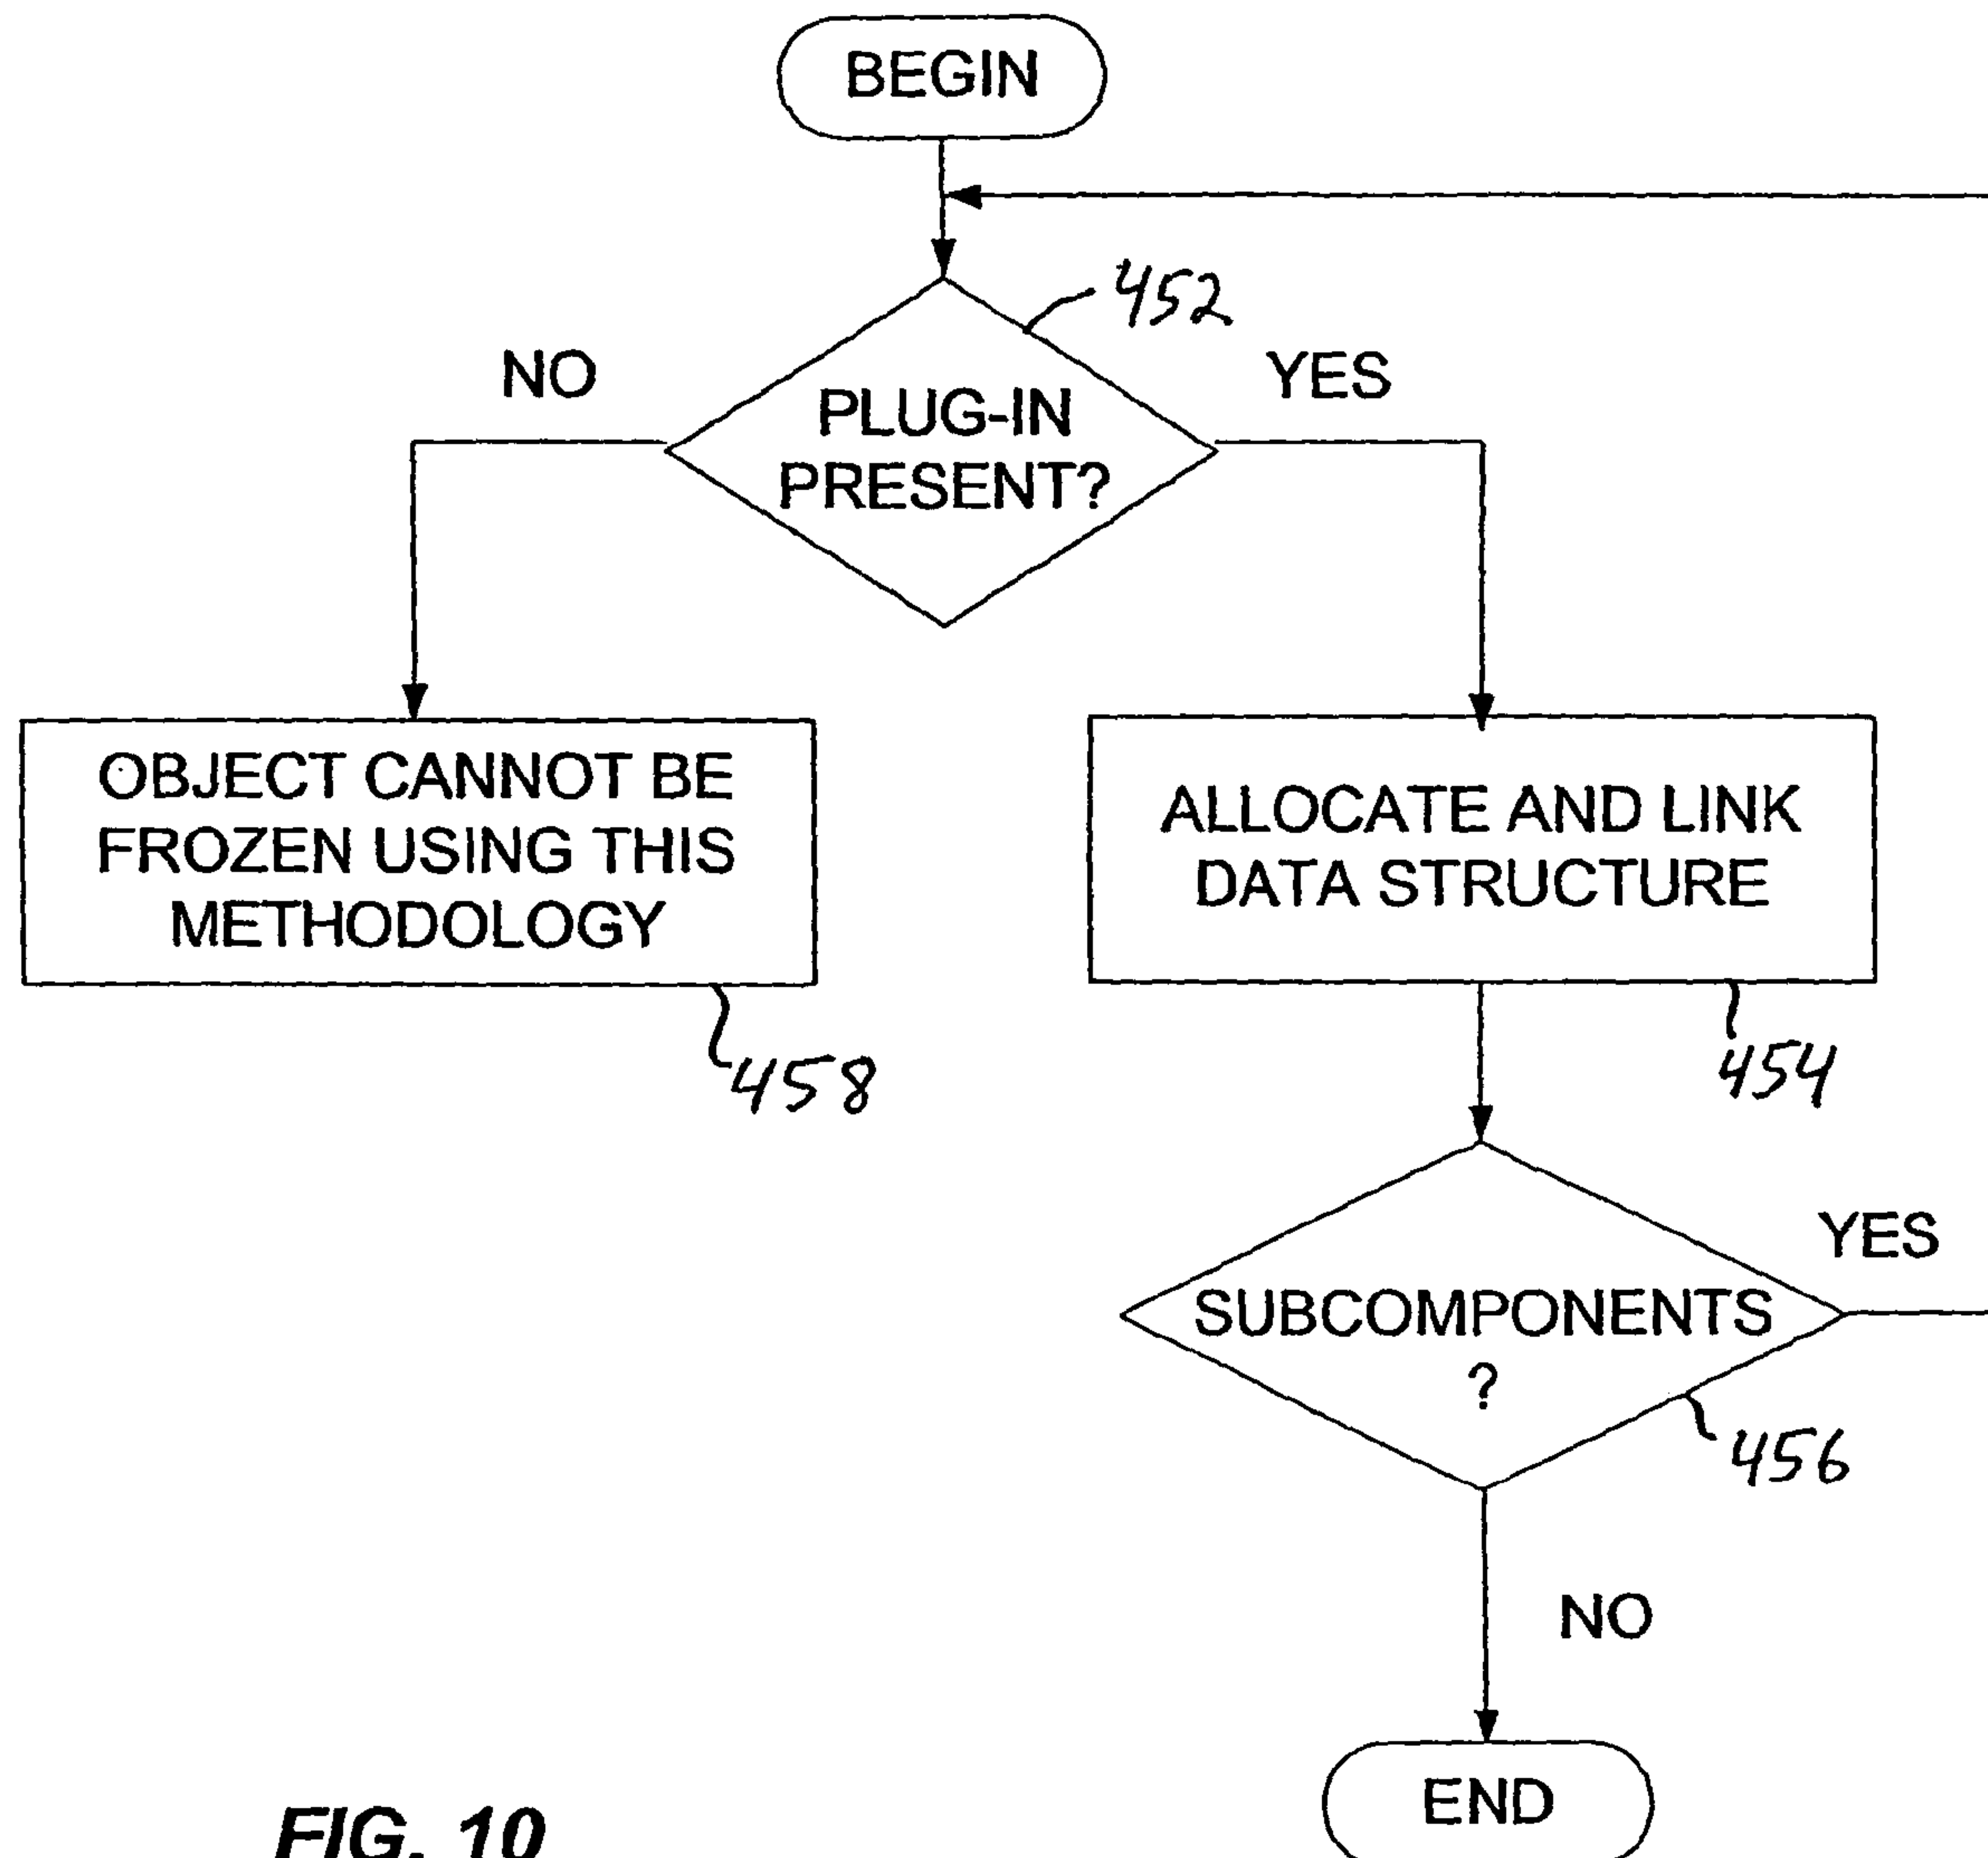 BEGIN
452
NO
YES
PLUG-IN
PRESENT?
OBJECT CANNOT BE
FROZEN USING THIS
METHODOLOGY
458
ALLOCATE AND LINK
DATA STRUCTURE
454
YES
SUBCOMPONENTS
?
456
NO
END
FIG. 10